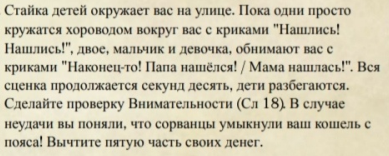 Стайка детей окружает вас на улице. Пока одни просто
кружатся хороводом вокруг вас с криками "Нашлись!
Нашлись!", двое, мальчик и девочка, обнимают вас с
криками "Наконец-то! Папа нашёлся! / Мама нашлась!". Вся
сценка продолжается секунд десять, дети разбегаются.
Сделайте проверку Внимательности (Сл 18). В случае
неудачи вы поняли, что сорванцы умыкнули ваш кошель с
пояса! Вычтите пятую часть своих денег.